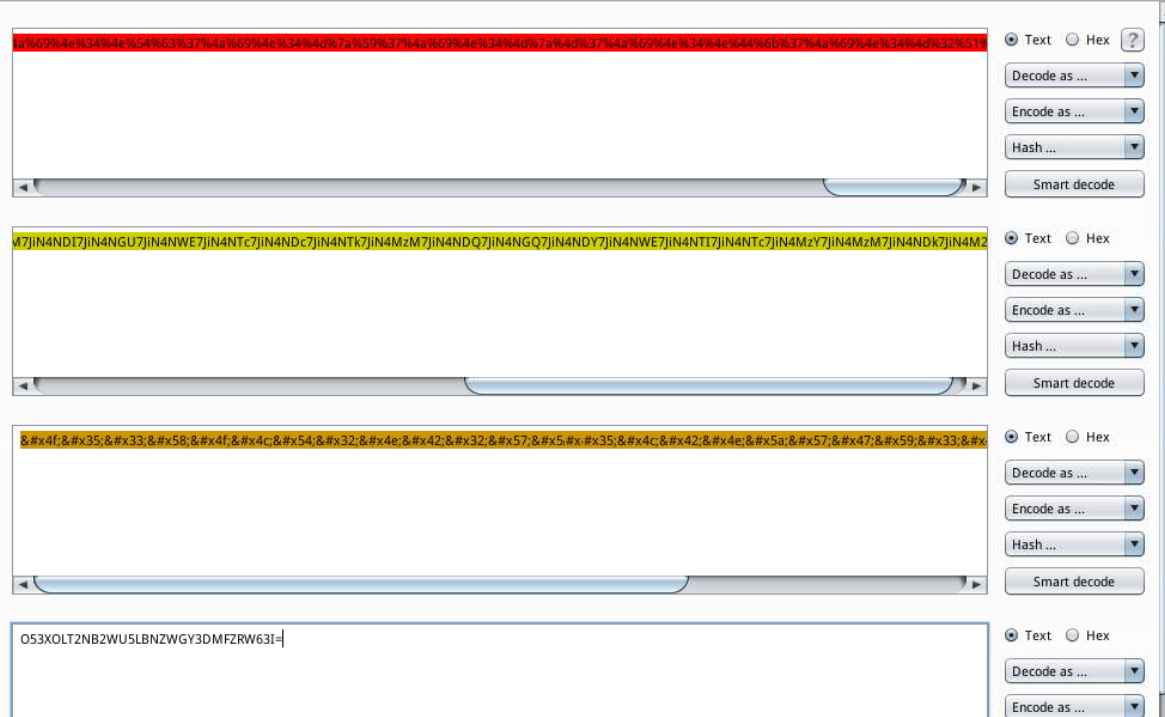 4a%69%4e%34%4e%54%63%37%4a%69%4e%34%4d%7a%59%37%4a%69%4e%34%4d%7a%4d%37%4a%69%4e%34%4e%44%6b%37%4a%69%4e%34%4d%32%51%
Text Hex ?
Decode as ...
Encode as ...
Hash ...
Smart decode
M7JiN4NDI7JiN4NGU7JiN4NWE7JiN4NTc7JiN4NDc7JiN4NTk7JiN4MzM7JiN4NDQ7JiN4NGQ7JiN4NDY7JiN4NWE7JiN4NTI7JiN4NTc7JiN4MzY7JiN4MzM7JiN4NDk7JiN4M2
Text Hex
Decode as ...
Encode as ...
Hash ...
Smart decode
&#x4f;&#x35;&#x33;&#x58;&#x4f;&#x4c;&#x54;&#x32;&#x4e;&#x42;&#x32;&#x57;&#x5#x-#x35;&#x4c;&#x42;&#x4e;&#x5a;&#x57;&#x47;&#x59;&#x33;&#x
Text Hex
Decode as ...
Encode as ...
Hash ...
Smart decode
O53XOLT2NB2WU5LBNZWGY3DMFZRW63I=
Text Hex
Decode as ...
Encode as ...